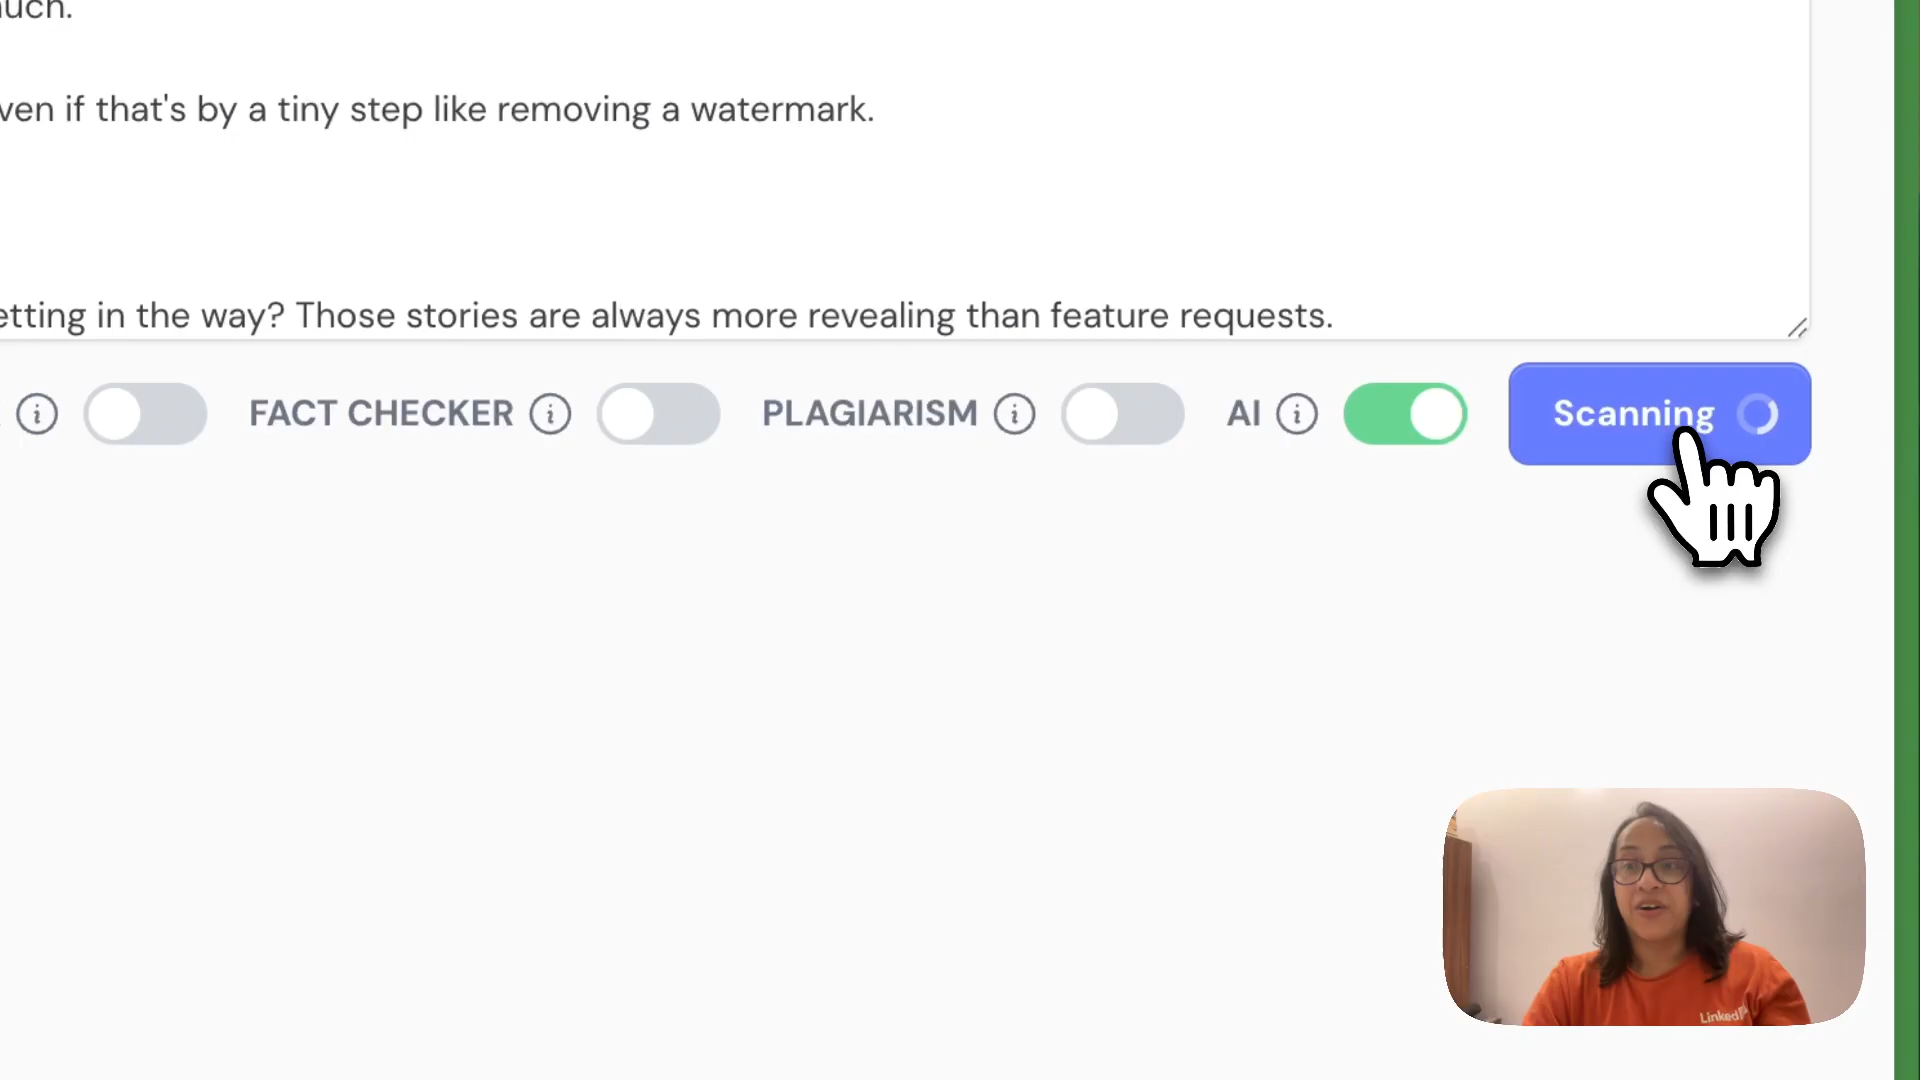 ven if that's by a tiny step like removing a watermark.
etting in the way? Those stories are always more revealing than feature requests.
FACT CHECKER PLAGIARISM AI Scanning
Linked